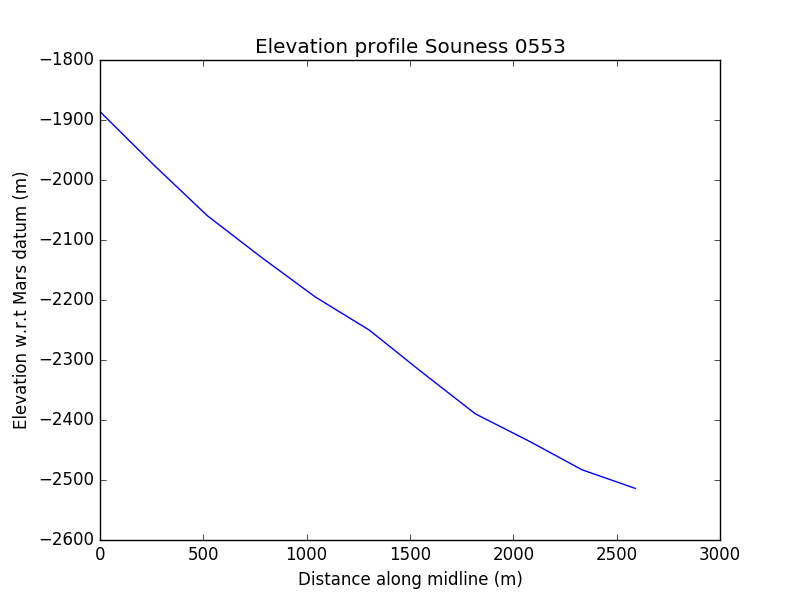 Elevation profile Souness 0553
−1800
−1900
−2000
−2100
−2200
−2300
−2400
−2500
−2600
Elevation w.r.t Mars datum (m)
0 500 1000 1500 2000 2500 3000
Distance along midline (m)